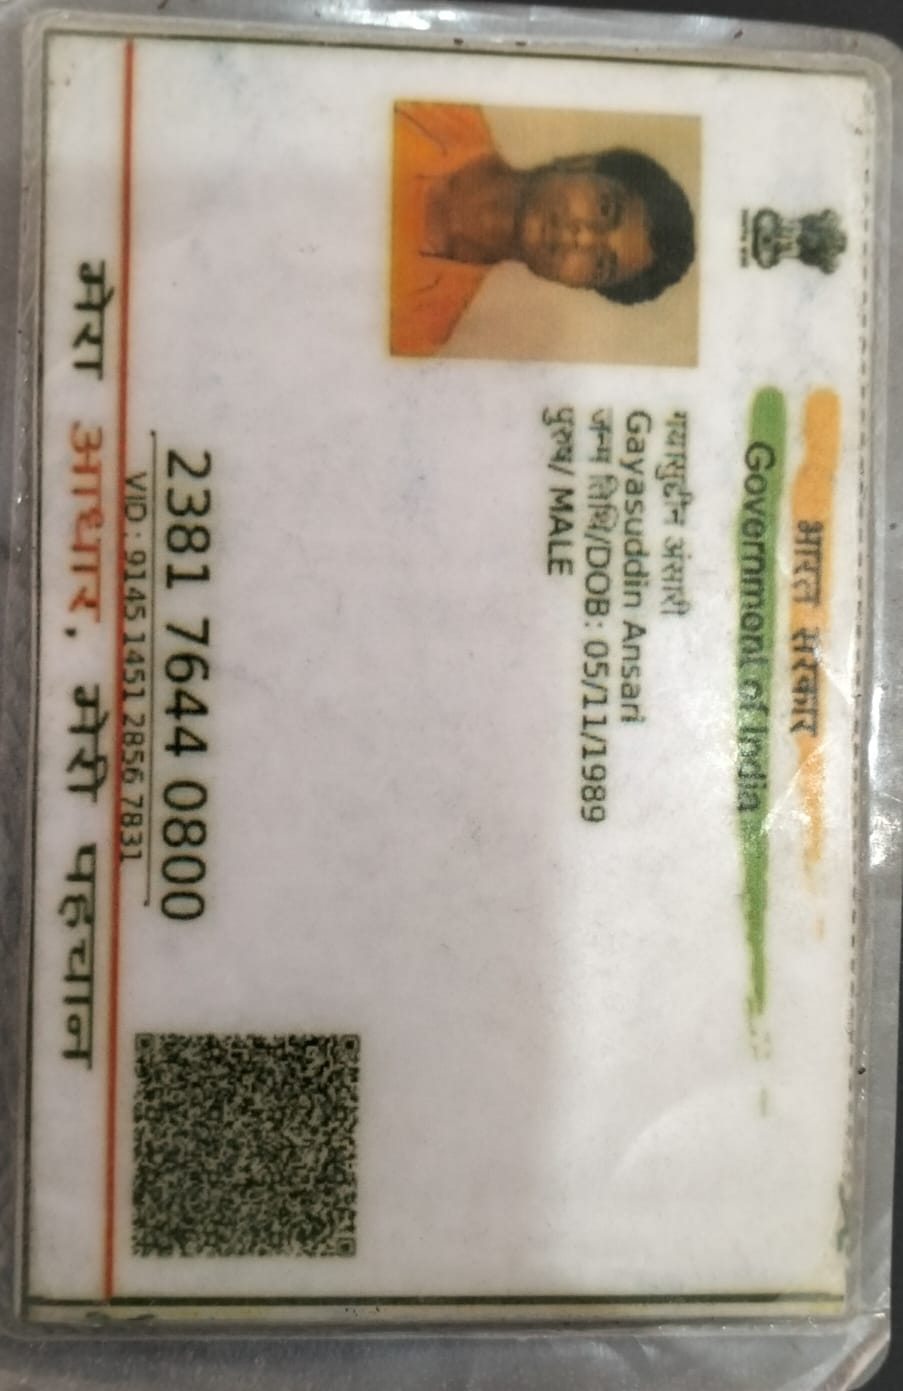 भारत सरकार
Government of India
गयासुद्दीन अंसारी
Gayasuddin Ansari
जन्म तिथि/DOB: 05/11/1989
पुरुष/ MALE
2381 7644 0800
VID : 9145 1451 2856 7831
मेरा आधार, मेरी पहचान